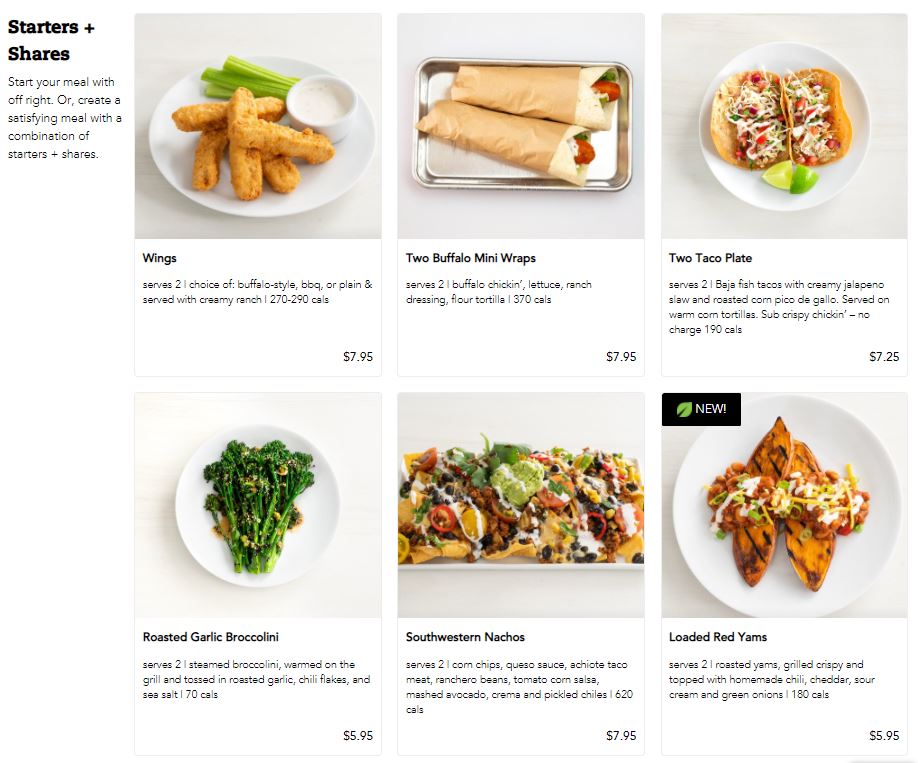 Starters +
Shares
Start your meal with
off right. Or, create a
satisfying meal with a
combination of
starters + shares.
Wings
serves 2 | choice of: buffalo-style, bbq, or plain &
served with creamy ranch | 270-290 cals
$7.95
Two Buffalo Mini Wraps
serves 2 | buffalo chickin’, lettuce, ranch
dressing, flour tortilla | 370 cals
$7.95
Two Taco Plate
serves 2 | Baja fish tacos with creamy jalapeno
slaw and roasted corn pico de gallo. Served on
warm corn tortillas. Sub crispy chickin’ – no
charge 190 cals
$7.25
Roasted Garlic Broccolini
serves 2 | steamed broccolini, warmed on the
grill and tossed in roasted garlic, chili flakes, and
sea salt | 70 cals
$5.95
Southwestern Nachos
serves 2 | corn chips, queso sauce, achiote taco
meat, ranchero beans, tomato corn salsa,
mashed avocado, crema and pickled chiles | 620
cals
$7.95
NEW!
Loaded Red Yams
serves 2 | roasted yams, grilled crispy and
topped with homemade chili, cheddar, sour
cream and green onions | 180 cals
$5.95